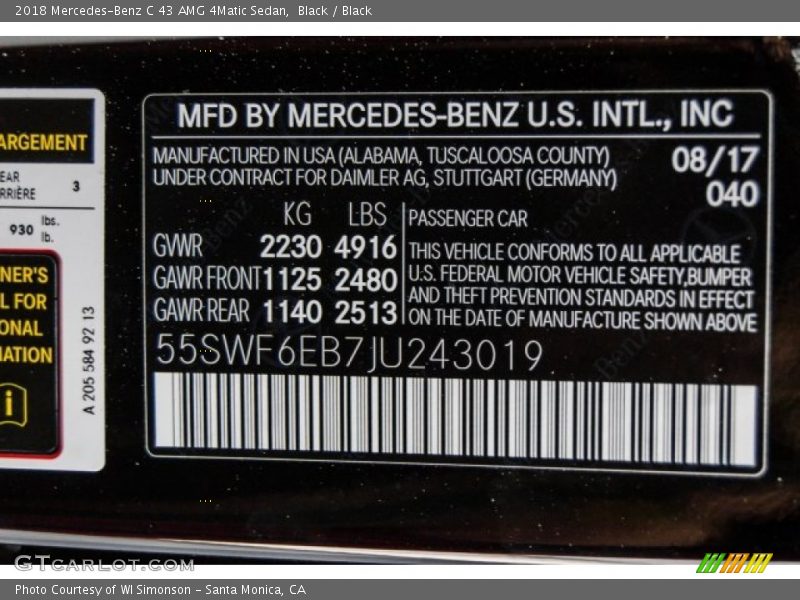 2018 Mercedes-Benz C 43 AMG 4Matic Sedan,  Black / Black
ARGEMENT
EAR
RRIÈRE
3
930
lbs.
lb.
NER'S
L FOR
ONAL
MATION
i
A 205 584 92 13
MFD BY MERCEDES-BENZ U.S. INTL., INC
MANUFACTURED IN USA (ALABAMA, TUSCALOOSA COUNTY)
UNDER CONTRACT FOR DAIMLER AG, STUTTGART (GERMANY)
08/17
040
KG LBS
GVWR 2230 4916
GAWR FRONT 1125 2480
GAWR REAR 1140 2513
PASSENGER CAR
THIS VEHICLE CONFORMS TO ALL APPLICABLE
U.S. FEDERAL MOTOR VEHICLE SAFETY,BUMPER
AND THEFT PREVENTION STANDARDS IN EFFECT
ON THE DATE OF MANUFACTURE SHOWN ABOVE
55SWF6EB7JU243019
GTCARLOT.COM
Photo Courtesy of WI Simonson – Santa Monica, CA